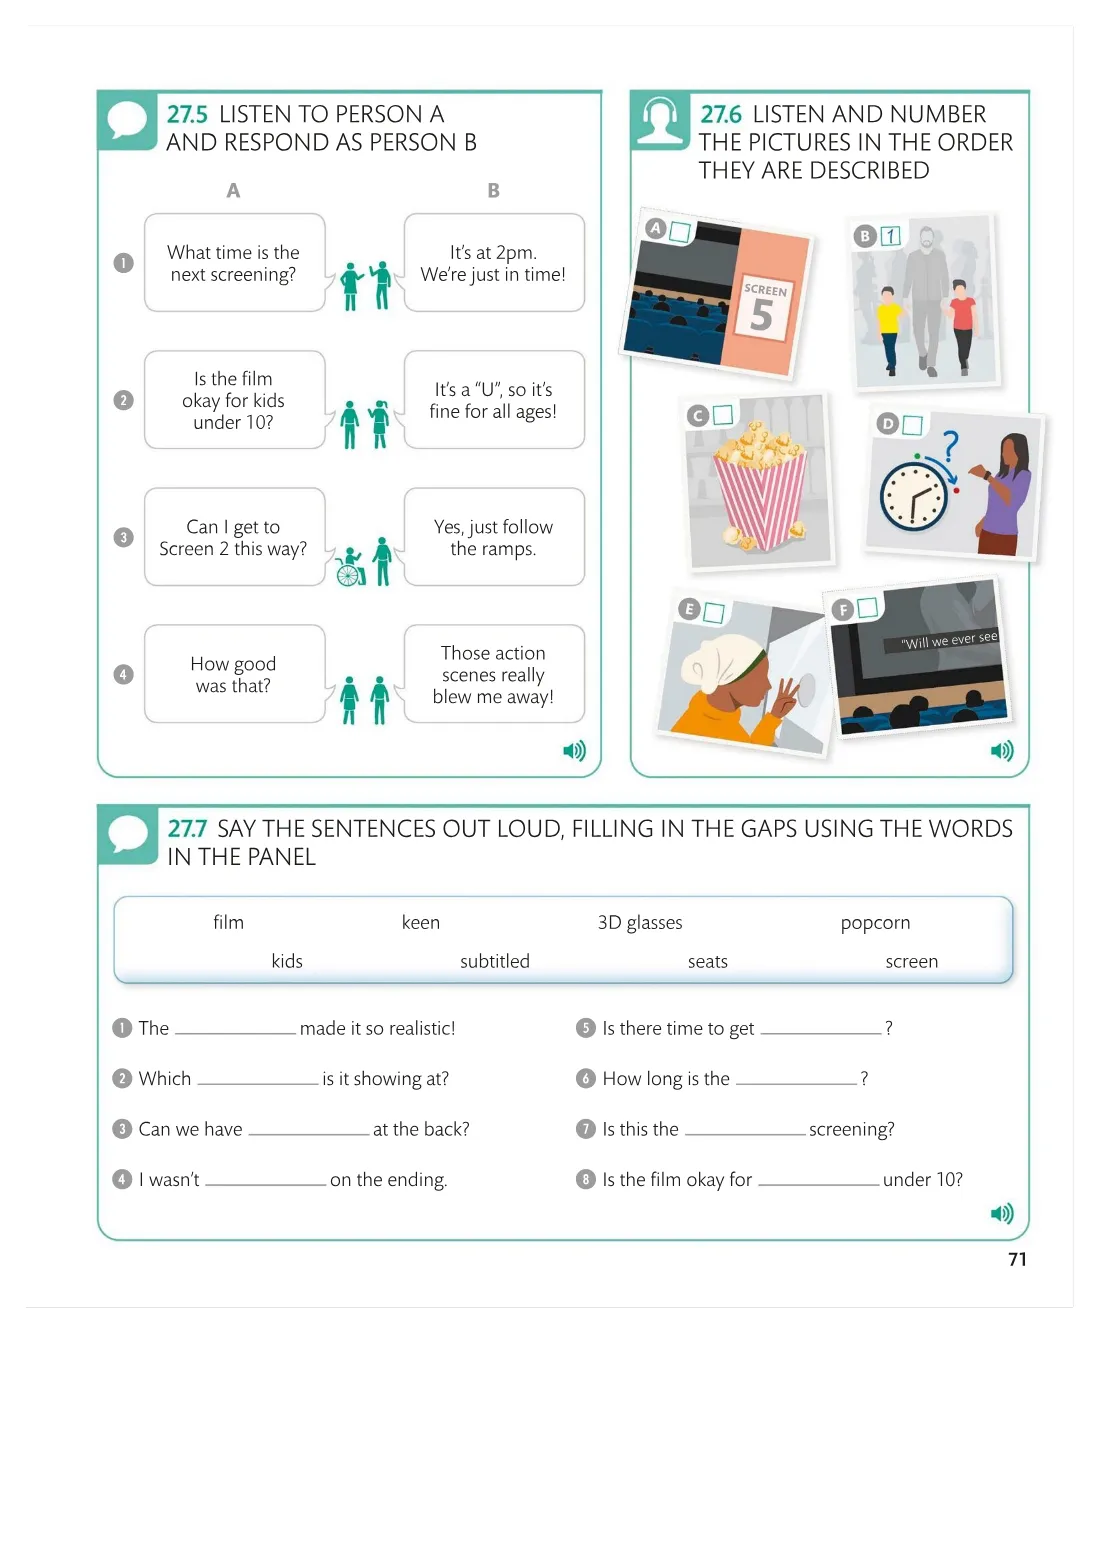 27.5 LISTEN TO PERSON A
AND RESPOND AS PERSON B
A
B
1
What time is the
next screening?
It's at 2pm.
We're just in time!
2
Is the film
okay for kids
under 10?
It's a "U", so it's
fine for all ages!
3
Can I get to
Screen 2 this way?
Yes, just follow
the ramps.
4
How good
was that?
Those action
scenes really
blew me away!
27.6 LISTEN AND NUMBER
THE PICTURES IN THE ORDER
THEY ARE DESCRIBED
A
SCREEN
5
B 1
C
D
?
E
F
"Will we ever see
27.7 SAY THE SENTENCES OUT LOUD, FILLING IN THE GAPS USING THE WORDS
IN THE PANEL
film keen 3D glasses popcorn
kids subtitled seats screen
1 The ____________ made it so realistic!
2 Which ____________ is it showing at?
3 Can we have ____________ at the back?
4 I wasn't ____________ on the ending.
5 Is there time to get ____________ ?
6 How long is the ____________ ?
7 Is this the ____________ screening?
8 Is the film okay for ____________ under 10?
71